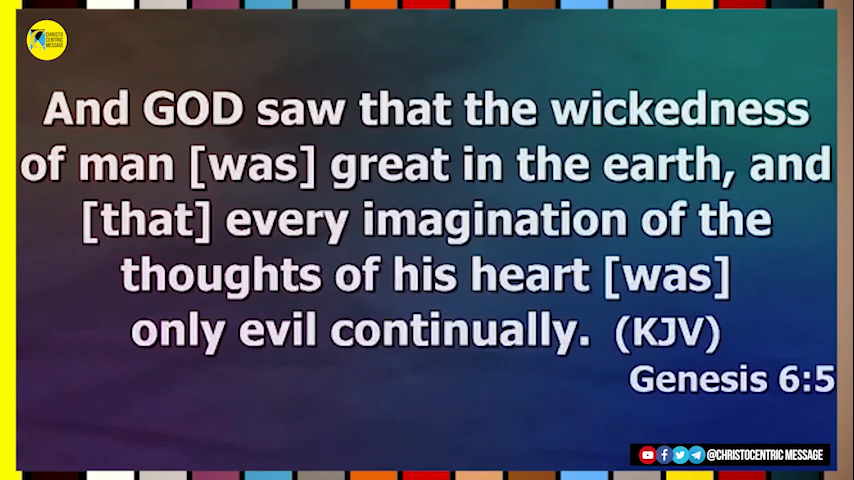 CHRISTO
CENTRIC
MESSAGE
And GOD saw that the wickedness
of man [was] great in the earth, and
[that] every imagination of the
thoughts of his heart [was]
only evil continually. (KJV)
Genesis 6:5
@CHRISTOCENTRIC MESSAGE